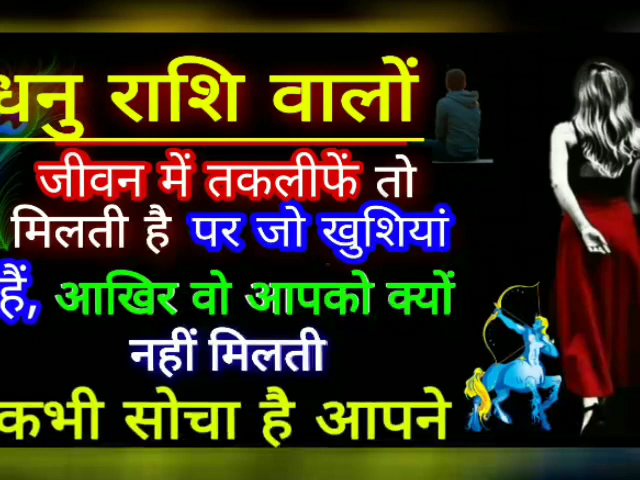 धनु राशि वालों
जीवन में तकलीफें तो
मिलती है पर जो खुशियां
हैं, आखिर वो आपको क्यों
नहीं मिलती
कभी सोचा है आपने